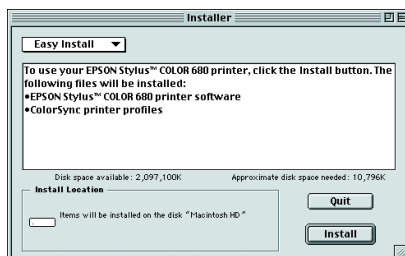 Installer
Easy Install
To use your EPSON Stylus™ COLOR 680 printer, click the Install button. The
following files will be installed:
•EPSON Stylus™ COLOR 680 printer software
•ColorSync printer profiles
Disk space available: 2,097,100K Approximate disk space needed: 10,796K
Install Location
Items will be installed on the disk “Macintosh HD”
Quit
Install